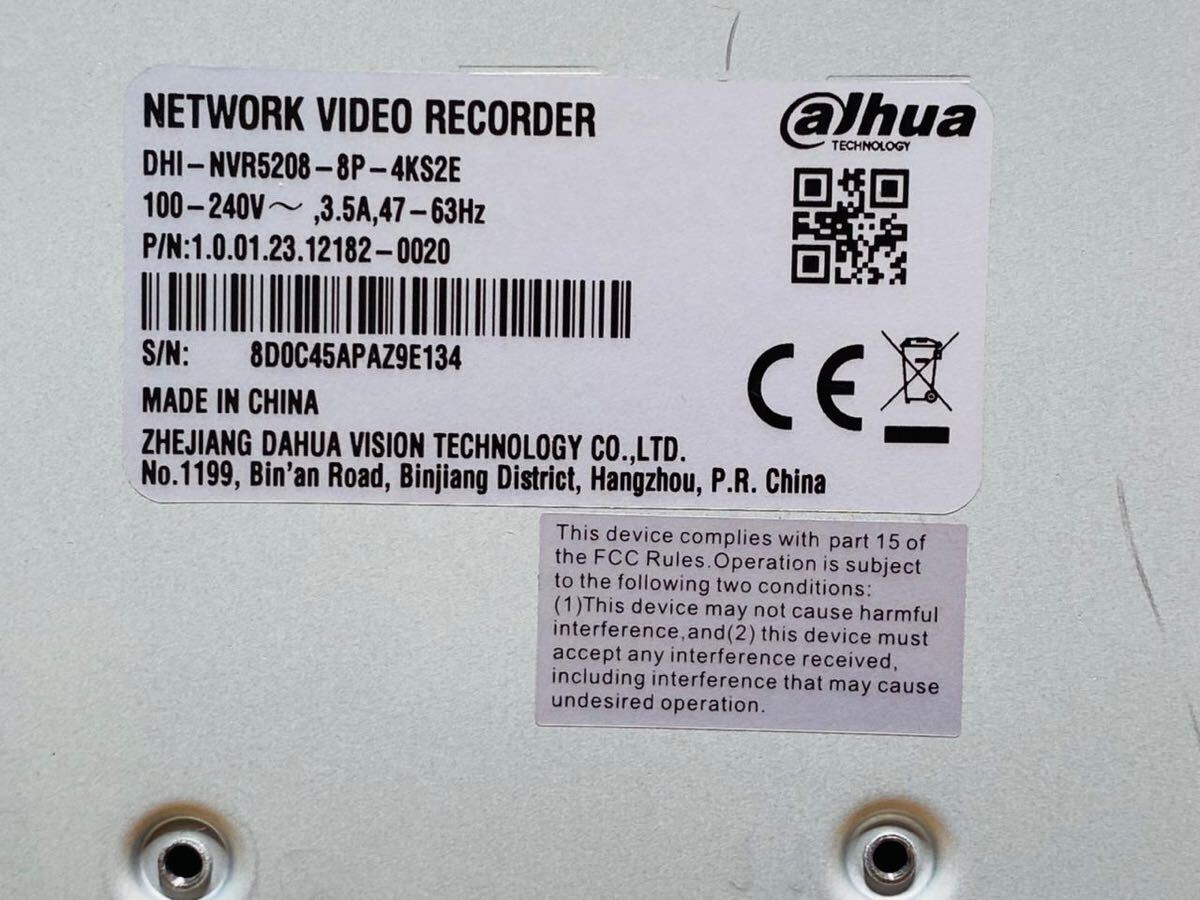 NETWORK VIDEO RECORDER
DHI-NVR5208-8P-4KS2E
100-240V～ ,3.5A,47-63Hz
P/N:1.0.01.23.12182-0020
S/N: 8D0C45APAZ9E134
MADE IN CHINA
ZHEJIANG DAHUA VISION TECHNOLOGY CO.,LTD.
No.1199, Bin'an Road, Binjiang District, Hangzhou, P.R. China
alhua
TECHNOLOGY
CE
This device complies with part 15 of
the FCC Rules.Operation is subject
to the following two conditions:
(1)This device may not cause harmful
interference,and(2) this device must
accept any interference received,
including interference that may cause
undesired operation.